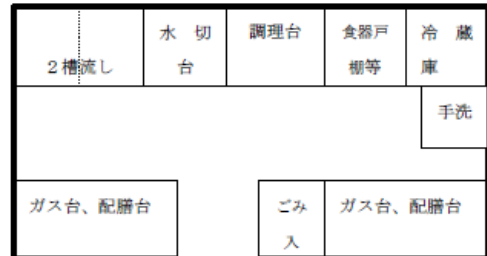 2槽流し
水　切
台
調理台
食器戸
棚等
冷　蔵
庫
手洗
ガス台、配膳台
ごみ
入
ガス台、配膳台